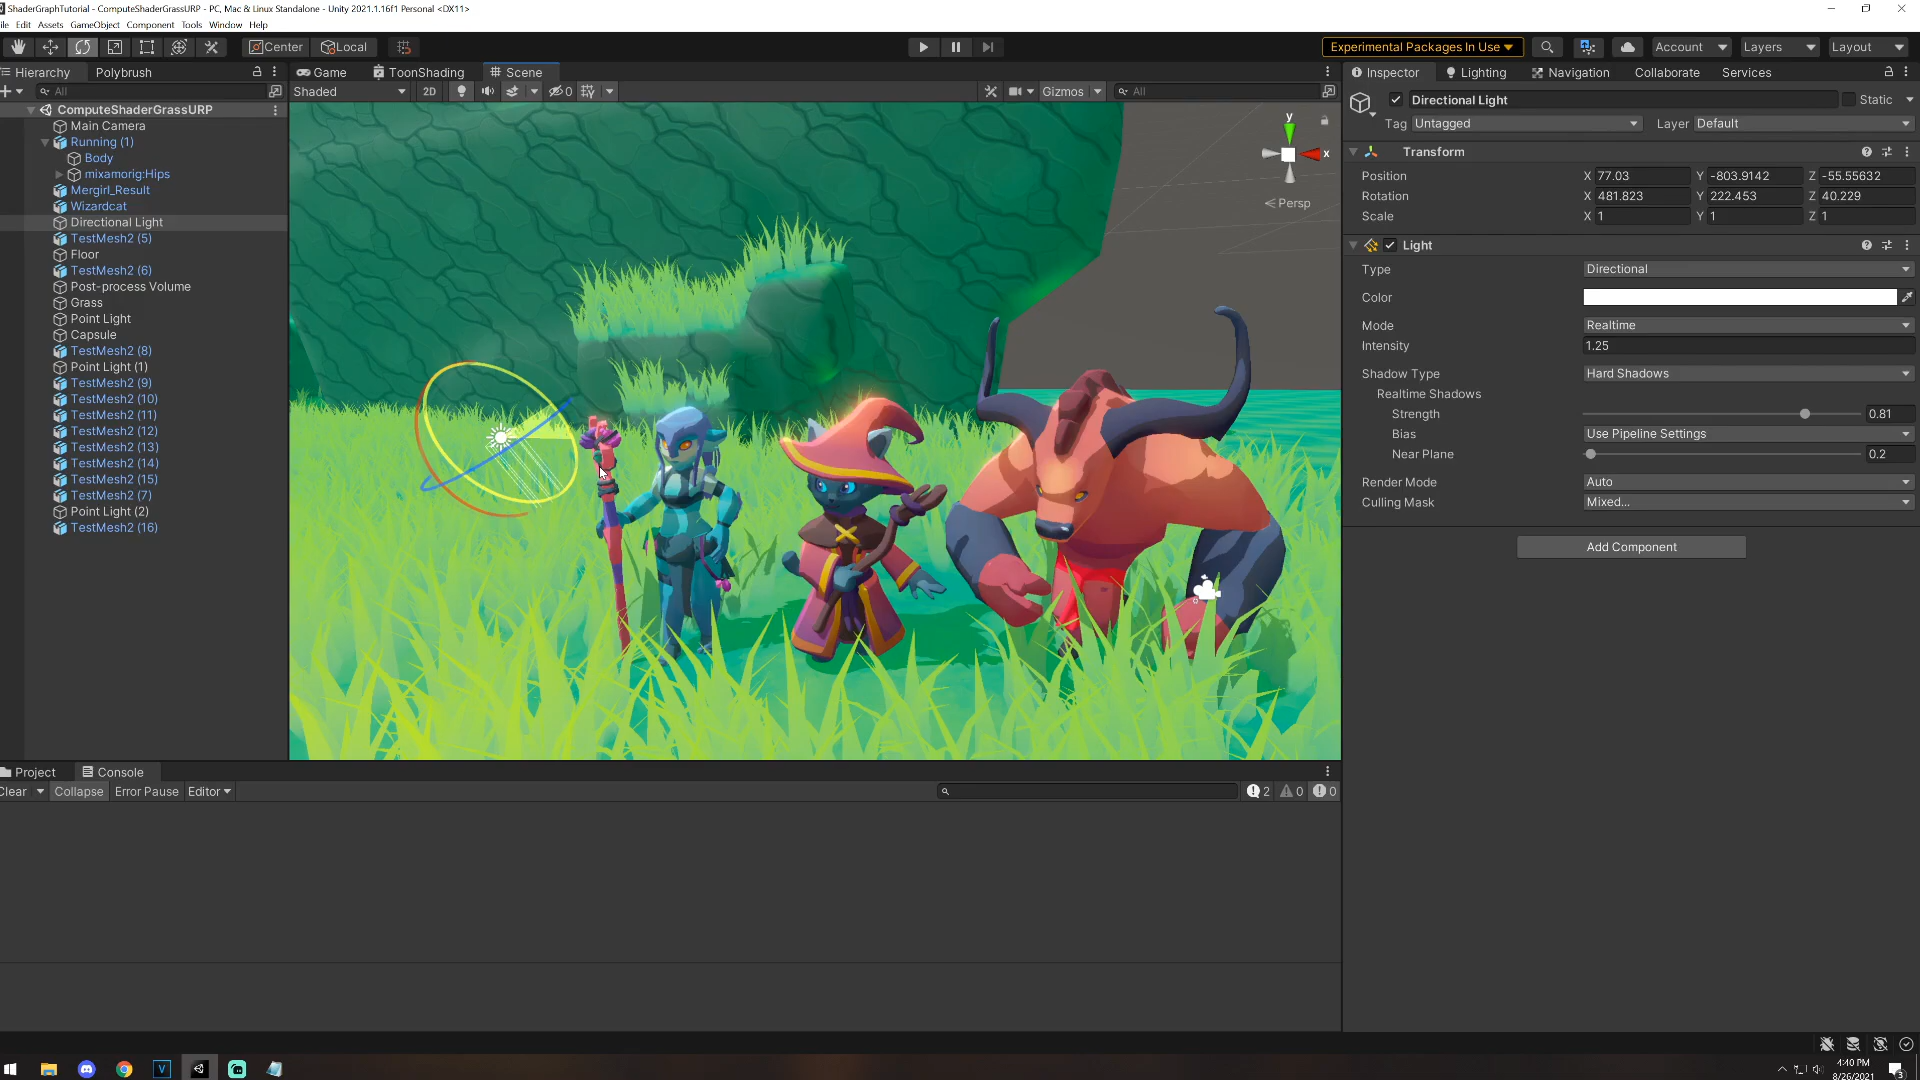 ShaderGraphTutorial - ComputeShaderGrassURP - PC, Mac & Linux Standalone - Unity 2021.1.16f1 Personal <DX11>
ile Edit Assets GameObject Component Tools Window Help
Center Local Experimental Packages In Use Account Layers Layout
Hierarchy Polybrush
All
ComputeShaderGrassURP
Main Camera
Running (1)
Body
mixamorig:Hips
Mergirl_Result
Wizardcat
Directional Light
TestMesh2 (5)
Floor
TestMesh2 (6)
Post-process Volume
Grass
Point Light
Capsule
TestMesh2 (8)
Point Light (1)
TestMesh2 (9)
TestMesh2 (10)
TestMesh2 (11)
TestMesh2 (12)
TestMesh2 (13)
TestMesh2 (14)
TestMesh2 (15)
TestMesh2 (7)
Point Light (2)
TestMesh2 (16)
Game ToonShading Scene
Shaded 2D 0 Gizmos All
y
x
Persp
Inspector Lighting Navigation Collaborate Services
Directional Light Static
Tag Untagged Layer Default
Transform
Position X 77.03 Y -803.9142 Z -55.55632
Rotation X 481.823 Y 222.453 Z 40.229
Scale X 1 Y 1 Z 1
Light
Type Directional
Color
Mode Realtime
Intensity 1.25
Shadow Type Hard Shadows
Realtime Shadows
Strength 0.81
Bias Use Pipeline Settings
Near Plane 0.2
Render Mode Auto
Culling Mask Mixed...
Add Component
Project Console
Clear Collapse Error Pause Editor 2 0 0
4:40 PM
8/26/2021
3